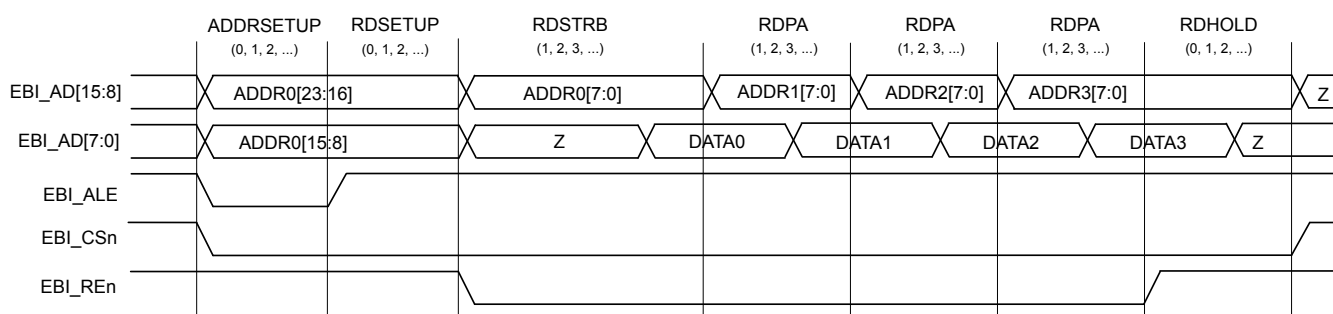 ADDRSETUP RDSETUP RDSTRB RDPA RDPA RDPA RDHOLD
(0, 1, 2, ...) (0, 1, 2, ...) (1, 2, 3, ...) (1, 2, 3, ...) (1, 2, 3, ...) (1, 2, 3, ...) (0, 1, 2, ...)
EBI_AD[15:8] ADDR0[23:16] ADDR0[7:0] ADDR1[7:0] ADDR2[7:0] ADDR3[7:0] Z
EBI_AD[7:0] ADDR0[15:8] Z DATA0 DATA1 DATA2 DATA3 Z
EBI_ALE
EBI_CSn
EBI_REn